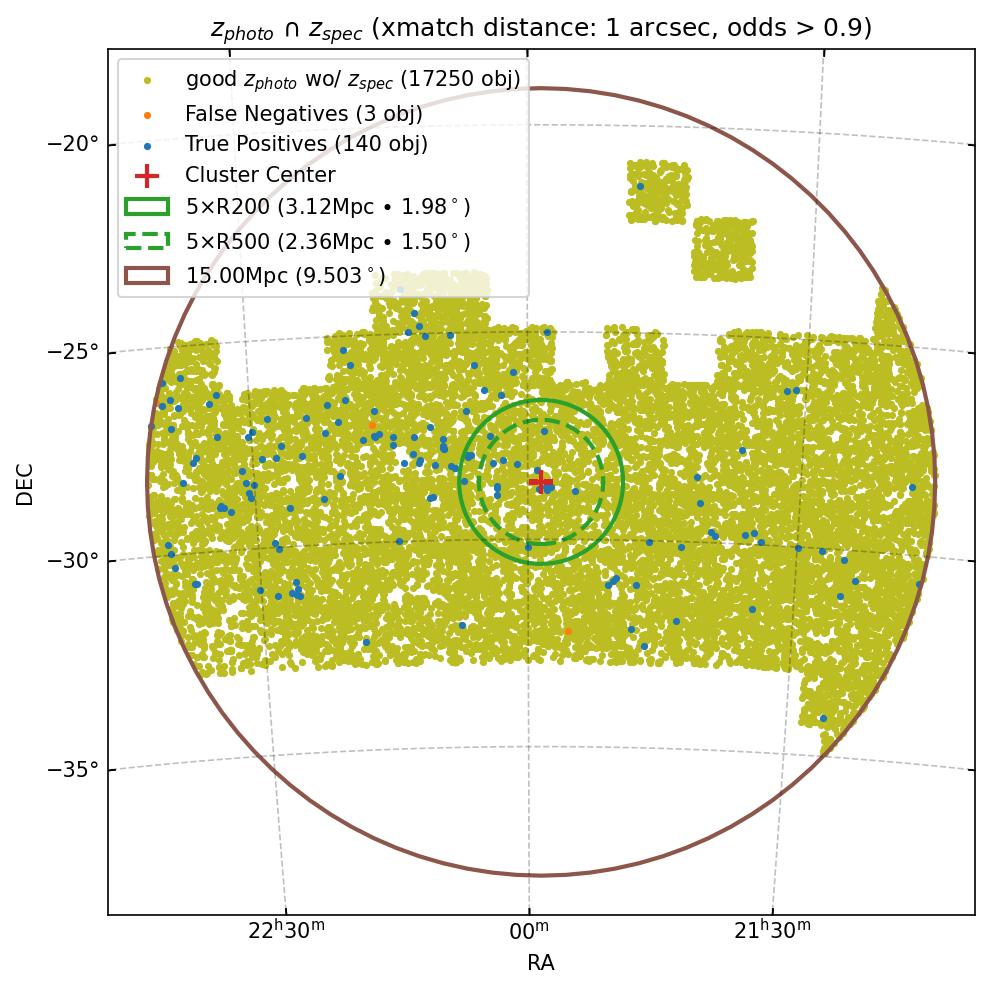 z_photo ∩ z_spec (xmatch distance: 1 arcsec, odds > 0.9)
good z_photo wo/ z_spec (17250 obj)
False Negatives (3 obj)
True Positives (140 obj)
Cluster Center
5×R200 (3.12Mpc • 1.98°)
5×R500 (2.36Mpc • 1.50°)
15.00Mpc (9.503°)
−20°
−25°
−30°
−35°
DEC
22h30m 00m 21h30m
RA